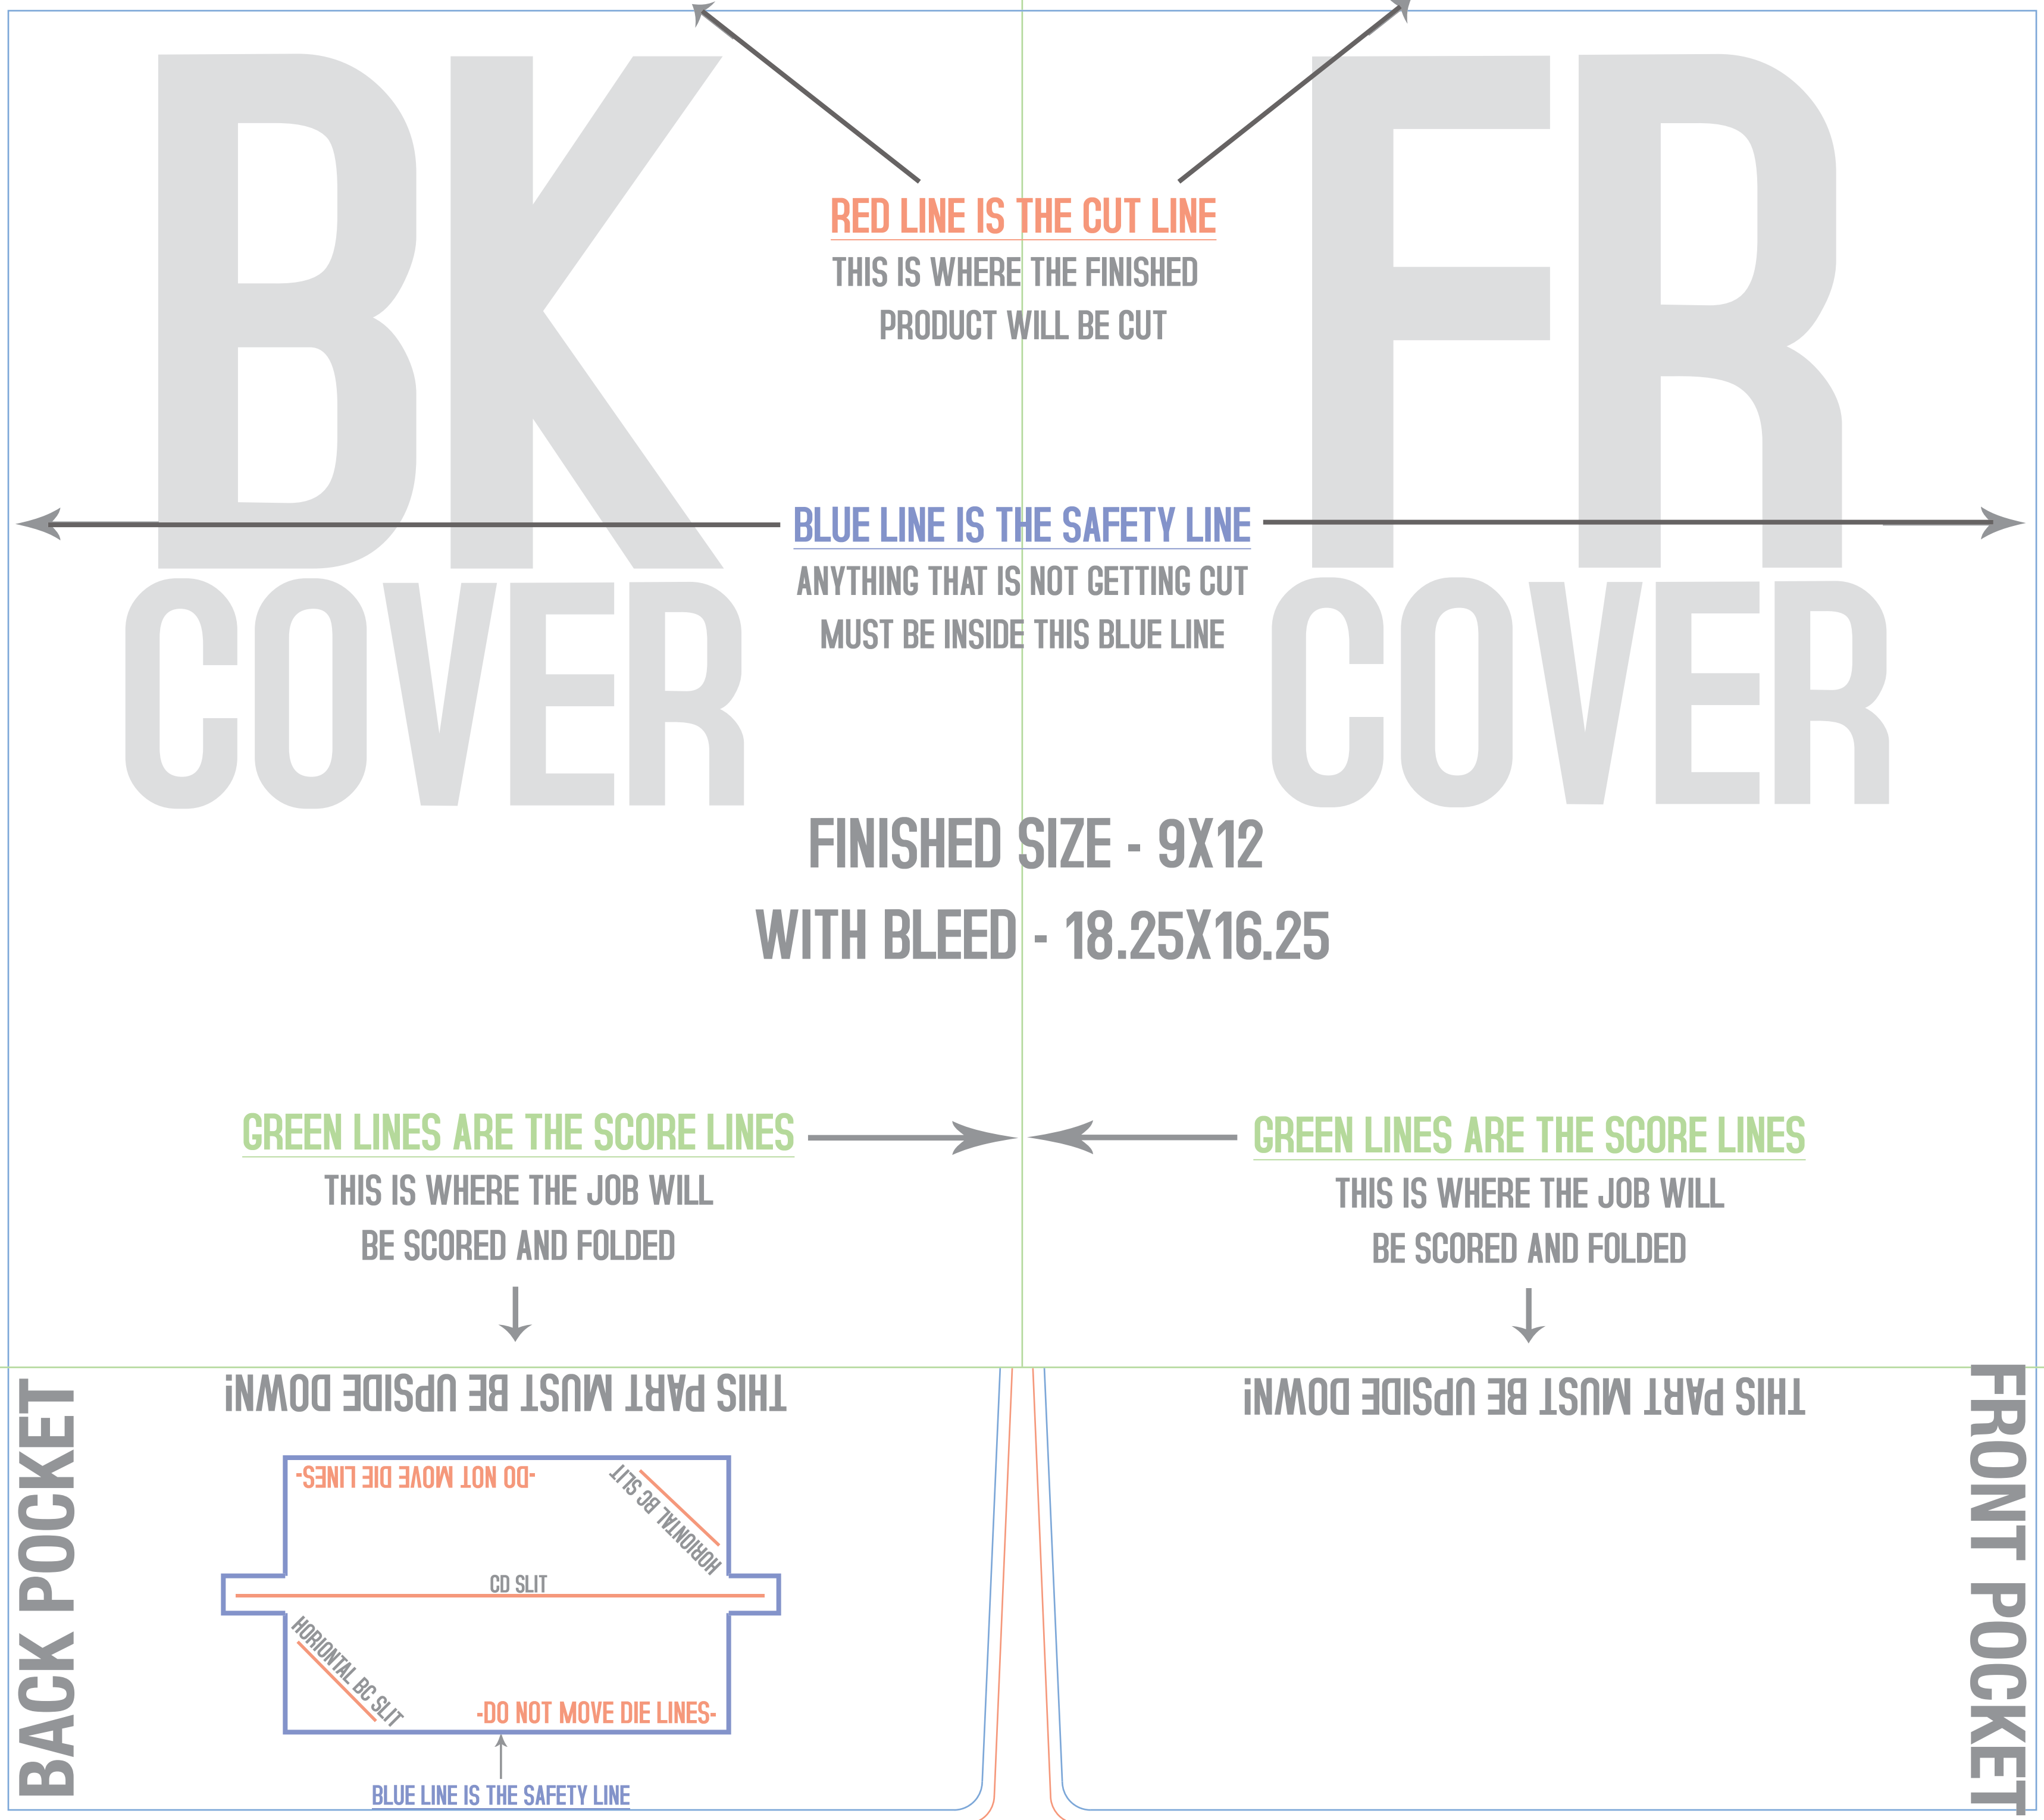 BK
COVER
FR
COVER
RED LINE IS THE CUT LINE
THIS IS WHERE THE FINISHED
PRODUCT WILL BE CUT
BLUE LINE IS THE SAFETY LINE
ANYTHING THAT IS NOT GETTING CUT
MUST BE INSIDE THIS BLUE LINE
FINISHED SIZE - 9X12
WITH BLEED - 18.25X16.25
GREEN LINES ARE THE SCORE LINES
THIS IS WHERE THE JOB WILL
BE SCORED AND FOLDED
GREEN LINES ARE THE SCORE LINES
THIS IS WHERE THE JOB WILL
BE SCORED AND FOLDED
BACK POCKET
THIS PART MUST BE UPSIDE DOWN!
-DO NOT MOVE DIE LINES-
HORIONTAL BC SLIT
CD SLIT
HORIONTAL BC SLIT
-DO NOT MOVE DIE LINES-
BLUE LINE IS THE SAFETY LINE
THIS PART MUST BE UPSIDE DOWN!
FRONT POCKET